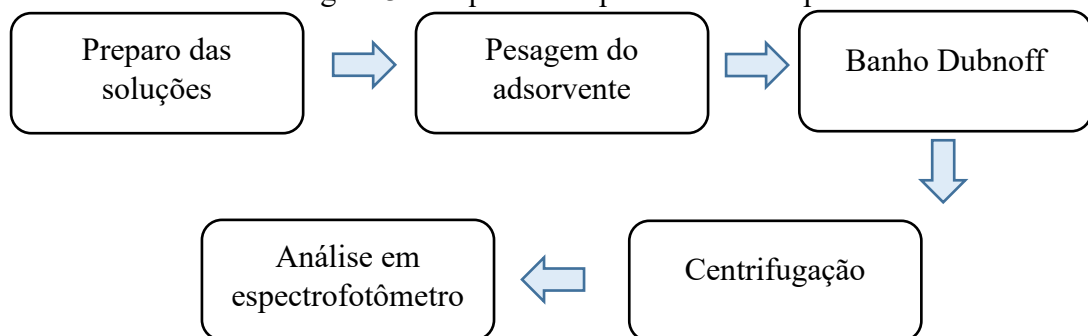 Preparo das
soluções
Pesagem do
adsorvente
Banho Dubnoff
Centrifugação
Análise em
espectrofotômetro